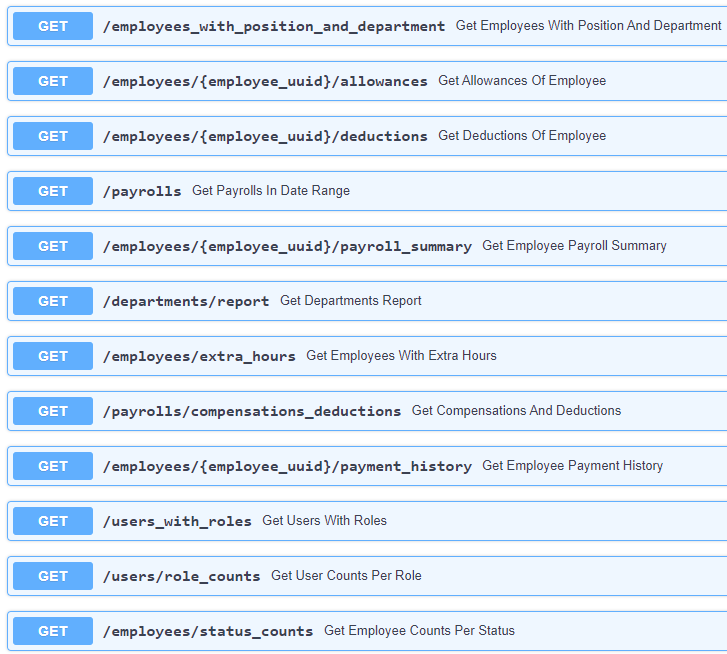 GET /employees_with_position_and_department Get Employees With Position And Department
GET /employees/{employee_uuid}/allowances Get Allowances Of Employee
GET /employees/{employee_uuid}/deductions Get Deductions Of Employee
GET /payrolls Get Payrolls In Date Range
GET /employees/{employee_uuid}/payroll_summary Get Employee Payroll Summary
GET /departments/report Get Departments Report
GET /employees/extra_hours Get Employees With Extra Hours
GET /payrolls/compensations_deductions Get Compensations And Deductions
GET /employees/{employee_uuid}/payment_history Get Employee Payment History
GET /users_with_roles Get Users With Roles
GET /users/role_counts Get User Counts Per Role
GET /employees/status_counts Get Employee Counts Per Status